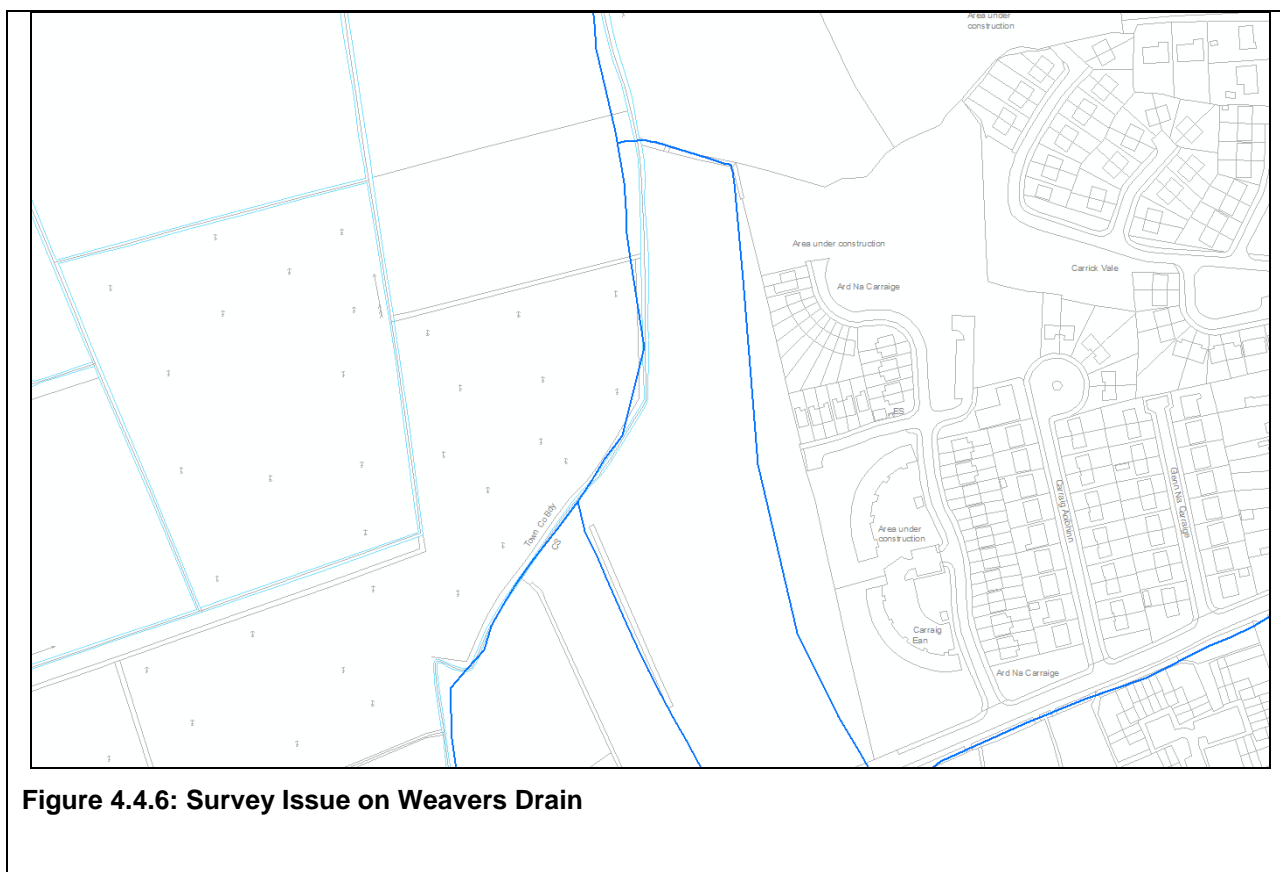 Area under
construction
Area under construction
Ard Na Carraige
Carrick Vale
ES
Carraig Aoibhinn
Glenn Na Carraige
Town Co Bdy
CS
Area under
construction
Carraig
Ean
Ard Na Carraige
Figure 4.4.6: Survey Issue on Weavers Drain